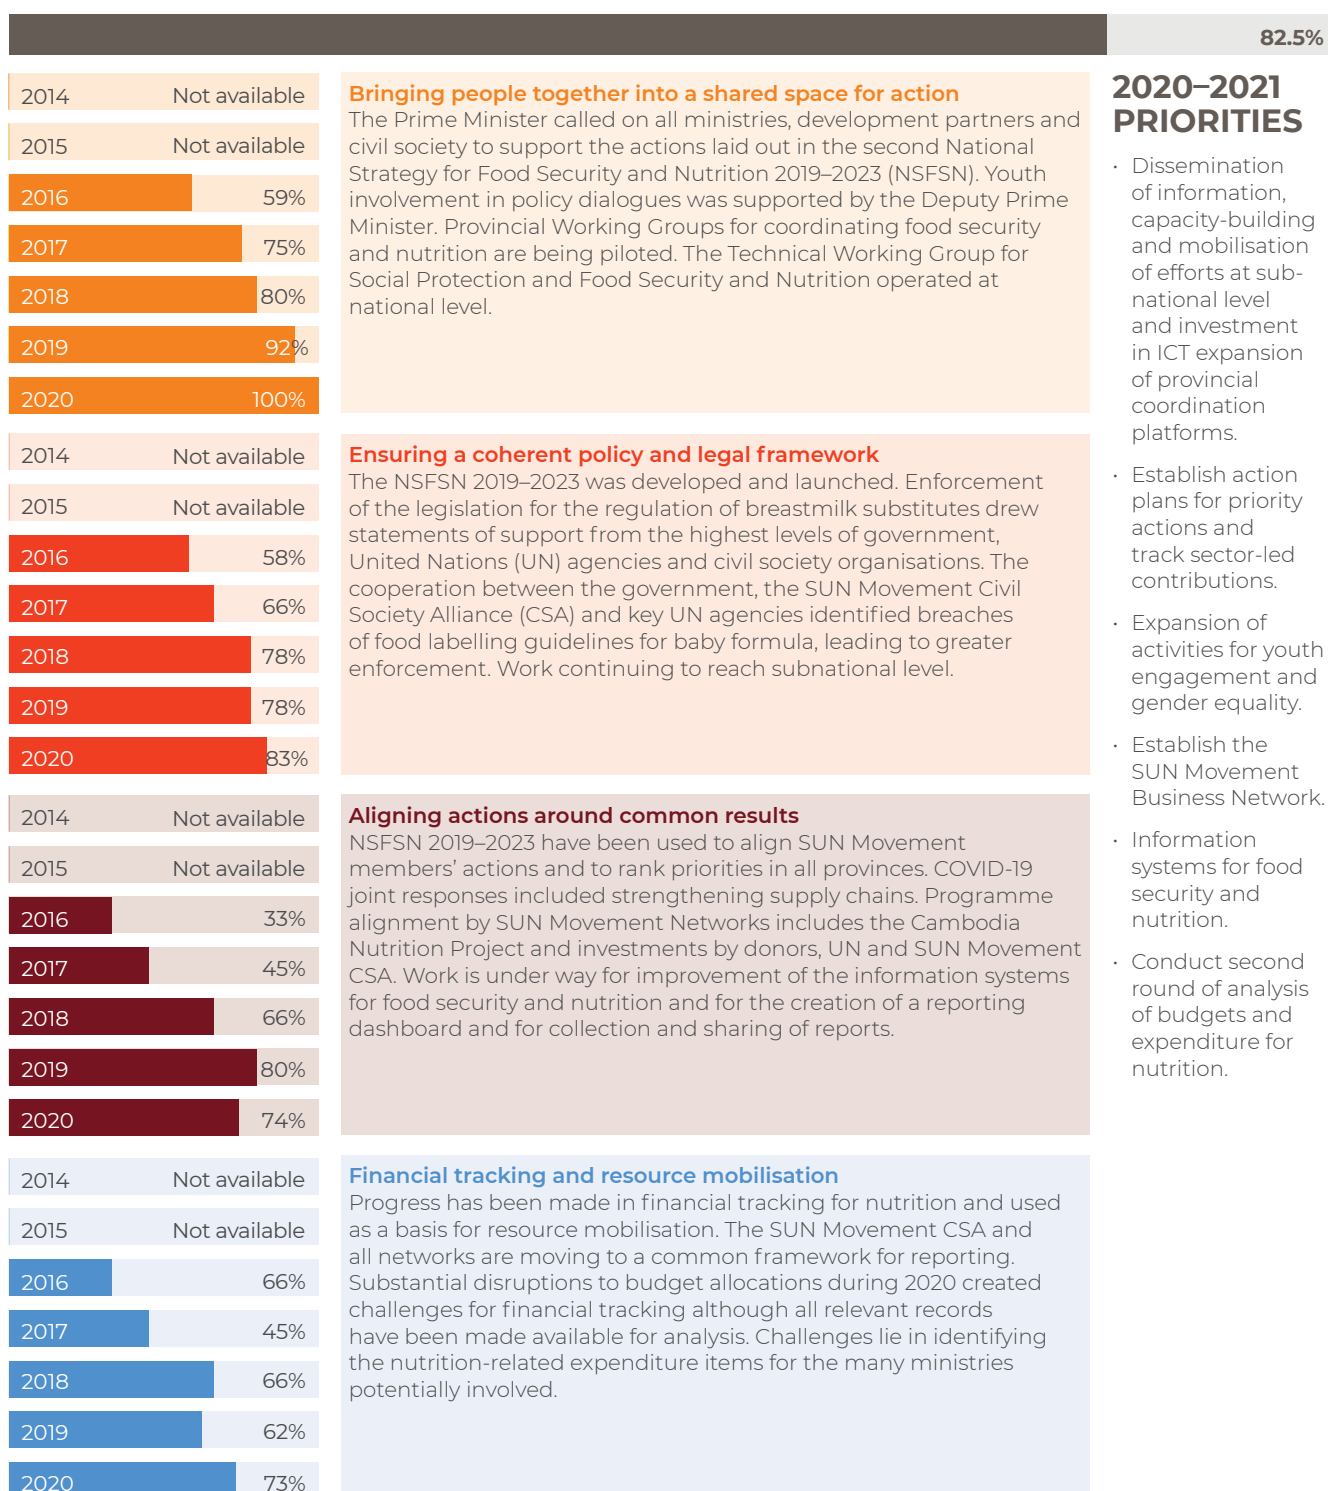 82.5%
2014 Not available
2015 Not available
2016 59%
2017 75%
2018 80%
2019 92%
2020 100%
Bringing people together into a shared space for action
The Prime Minister called on all ministries, development partners and
civil society to support the actions laid out in the second National
Strategy for Food Security and Nutrition 2019–2023 (NSFSN). Youth
involvement in policy dialogues was supported by the Deputy Prime
Minister. Provincial Working Groups for coordinating food security
and nutrition are being piloted. The Technical Working Group for
Social Protection and Food Security and Nutrition operated at
national level.
2014 Not available
2015 Not available
2016 58%
2017 66%
2018 78%
2019 78%
2020 83%
Ensuring a coherent policy and legal framework
The NSFSN 2019–2023 was developed and launched. Enforcement
of the legislation for the regulation of breastmilk substitutes drew
statements of support from the highest levels of government,
United Nations (UN) agencies and civil society organisations. The
cooperation between the government, the SUN Movement Civil
Society Alliance (CSA) and key UN agencies identified breaches
of food labelling guidelines for baby formula, leading to greater
enforcement. Work continuing to reach subnational level.
2014 Not available
2015 Not available
2016 33%
2017 45%
2018 66%
2019 80%
2020 74%
Aligning actions around common results
NSFSN 2019–2023 have been used to align SUN Movement
members' actions and to rank priorities in all provinces. COVID-19
joint responses included strengthening supply chains. Programme
alignment by SUN Movement Networks includes the Cambodia
Nutrition Project and investments by donors, UN and SUN Movement
CSA. Work is under way for improvement of the information systems
for food security and nutrition and for the creation of a reporting
dashboard and for collection and sharing of reports.
2014 Not available
2015 Not available
2016 66%
2017 45%
2018 66%
2019 62%
2020 73%
Financial tracking and resource mobilisation
Progress has been made in financial tracking for nutrition and used
as a basis for resource mobilisation. The SUN Movement CSA and
all networks are moving to a common framework for reporting.
Substantial disruptions to budget allocations during 2020 created
challenges for financial tracking although all relevant records
have been made available for analysis. Challenges lie in identifying
the nutrition-related expenditure items for the many ministries
potentially involved.
2020–2021
PRIORITIES
· Dissemination
of information,
capacity-building
and mobilisation
of efforts at sub-
national level
and investment
in ICT expansion
of provincial
coordination
platforms.
· Establish action
plans for priority
actions and
track sector-led
contributions.
· Expansion of
activities for youth
engagement and
gender equality.
· Establish the
SUN Movement
Business Network.
· Information
systems for food
security and
nutrition.
· Conduct second
round of analysis
of budgets and
expenditure for
nutrition.